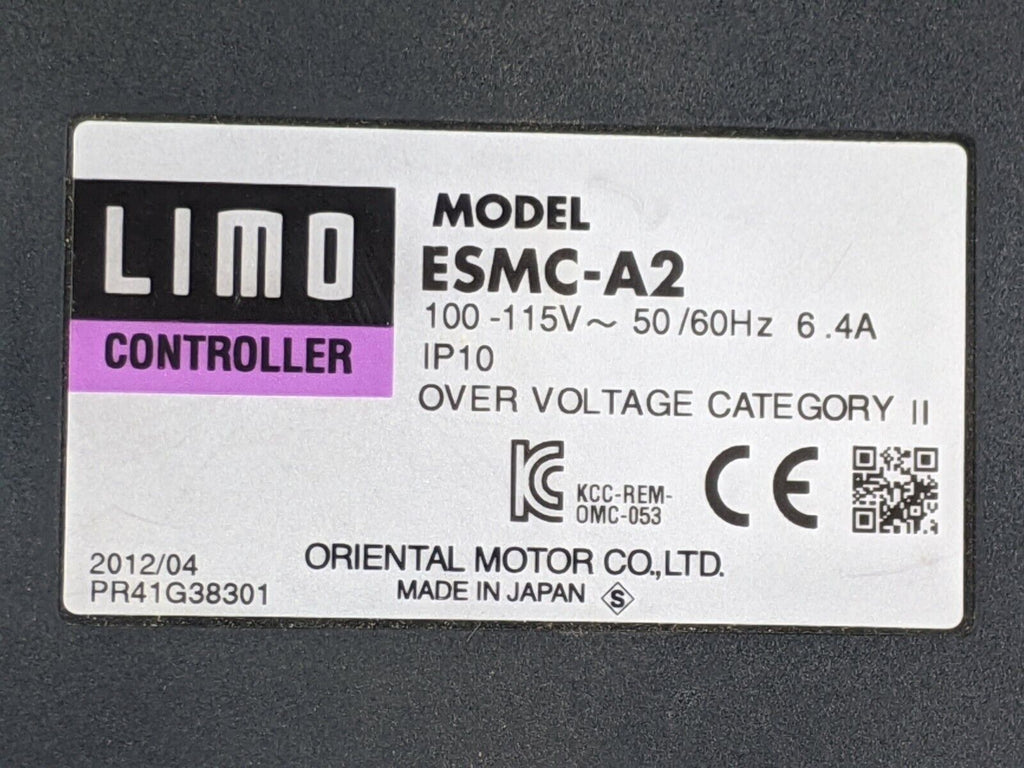 LIMO
CONTROLLER
MODEL
ESMC-A2
100-115V~ 50/60Hz 6.4A
IP10
OVER VOLTAGE CATEGORY II
KC KCC-REM-
OMC-053
CE
2012/04
PR41G38301
ORIENTAL MOTOR CO.,LTD.
MADE IN JAPAN S